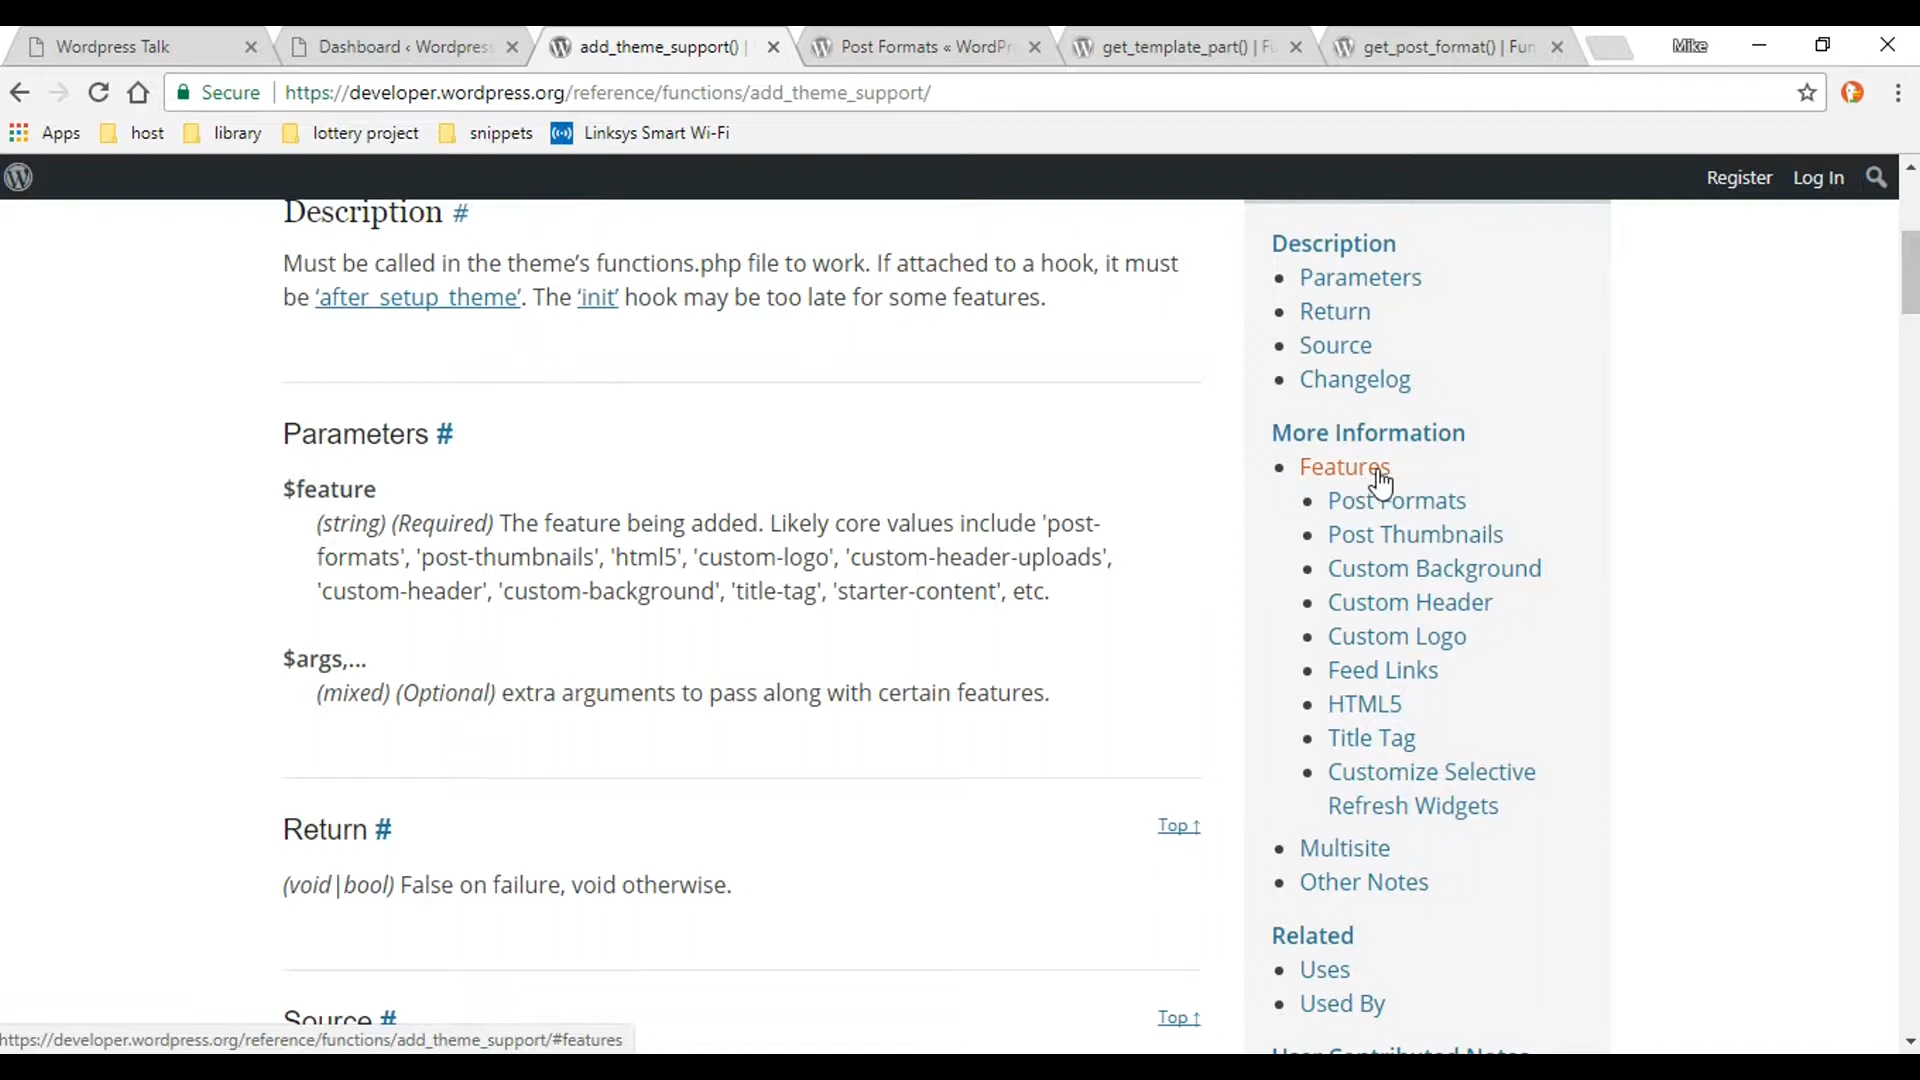 Wordpress Talk
Dashboard ‹ Wordpress
add_theme_support() |
Post Formats « WordPr
get_template_part() | Fu
get_post_format() | Fun
Mike
Secure
https://developer.wordpress.org/reference/functions/add_theme_support/
Apps
host
library
lottery project
snippets
Linksys Smart Wi-Fi
Register
Log In
Description #
Must be called in the theme’s functions.php file to work. If attached to a hook, it must
be ‘after_setup_theme’. The ‘init’ hook may be too late for some features.
Parameters #
$feature
(string) (Required) The feature being added. Likely core values include 'post-
formats', 'post-thumbnails', 'html5', 'custom-logo', 'custom-header-uploads',
'custom-header', 'custom-background', 'title-tag', 'starter-content', etc.
$args,...
(mixed) (Optional) extra arguments to pass along with certain features.
Return #
Top ↑
(void|bool) False on failure, void otherwise.
Source #
Top ↑
Description
Parameters
Return
Source
Changelog
More Information
Features
Post Formats
Post Thumbnails
Custom Background
Custom Header
Custom Logo
Feed Links
HTML5
Title Tag
Customize Selective
Refresh Widgets
Multisite
Other Notes
Related
Uses
Used By
User Contributed Notes
https://developer.wordpress.org/reference/functions/add_theme_support/#features